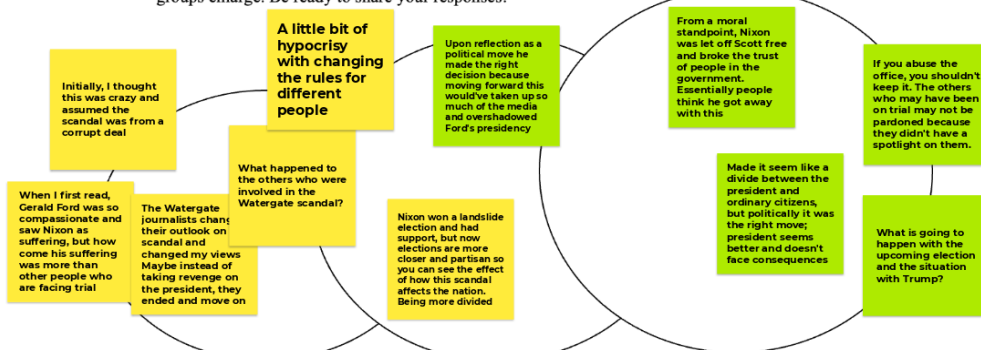 groups emerge! Be ready to share your responses!
A little bit of
hypocrisy
with changing
the rules for
different
people
Initially, I thought
this was crazy and
assumed the
scandal was from a
corrupt deal
When I first read,
Gerald Ford was so
compassionate and
saw Nixon as
suffering, but how
come his suffering
was more than
other people who
are facing trial
The Watergate
journalists
their outlook on
scandal and
changed my views
Maybe instead of
taking revenge on
the president, they
ended and move on
What happened to
the others who were
involved in the
Watergate scandal?
Upon reflection as a
political move he
made the right
decision because
moving forward this
would've taken up so
much of the media
and overshadowed
Ford's presidency
Nixon won a landslide
election and had
support, but now
elections are more
closer and partisan so
you can see the effect
of how this scandal
affects the nation.
Being more divided
From a moral
standpoint, Nixon
was let off Scott free
and broke the trust
of people in the
government.
Essentially people
think he got away
with this
Made it seem like a
divide between the
president and
ordinary citizens,
but politically it was
the right move;
president seems
better and doesn't
face consequences
If you abuse the
office, you shouldn't
keep it. The others
who may have been
on trial may not be
pardoned because
they didn't have a
spotlight on them.
What is going to
happen with the
upcoming election
and the situation
with Trump?